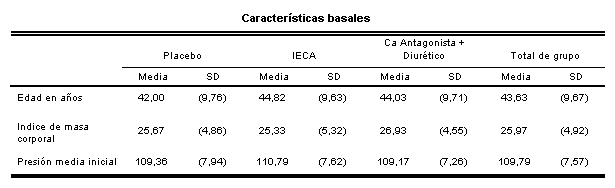 Características basales
Placebo IECA Ca Antagonista + Diurético Total de grupo
Media SD Media SD Media SD Media SD
Edad en años 42,00 (9,76) 44,82 (9,63) 44,03 (9,71) 43,63 (9,67)
Indice de masa corporal 25,67 (4,86) 25,33 (5,32) 26,93 (4,55) 25,97 (4,92)
Presión media inicial 109,36 (7,94) 110,79 (7,62) 109,17 (7,26) 109,79 (7,57)